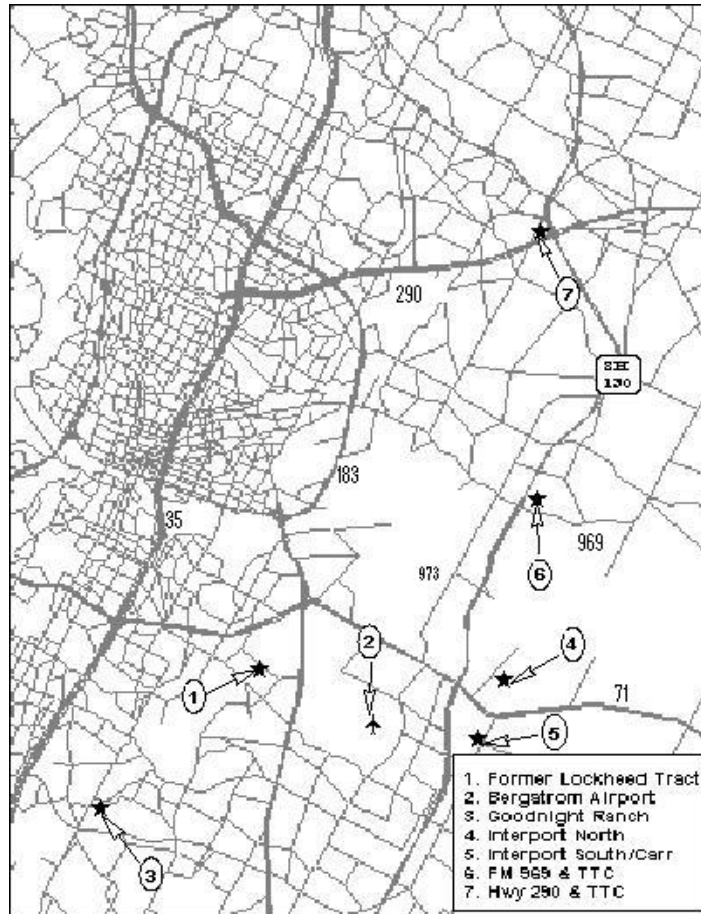 290
7
SH
130
183
35
969
973
6
2
4
1
71
5
3
1. Former Lockheed Tract
2. Bergstrom Airport
3. Goodnight Ranch
4. Interport North
5. Interport South/Carr
6. FM 969 & TTC
7. Hwy 290 & TTC